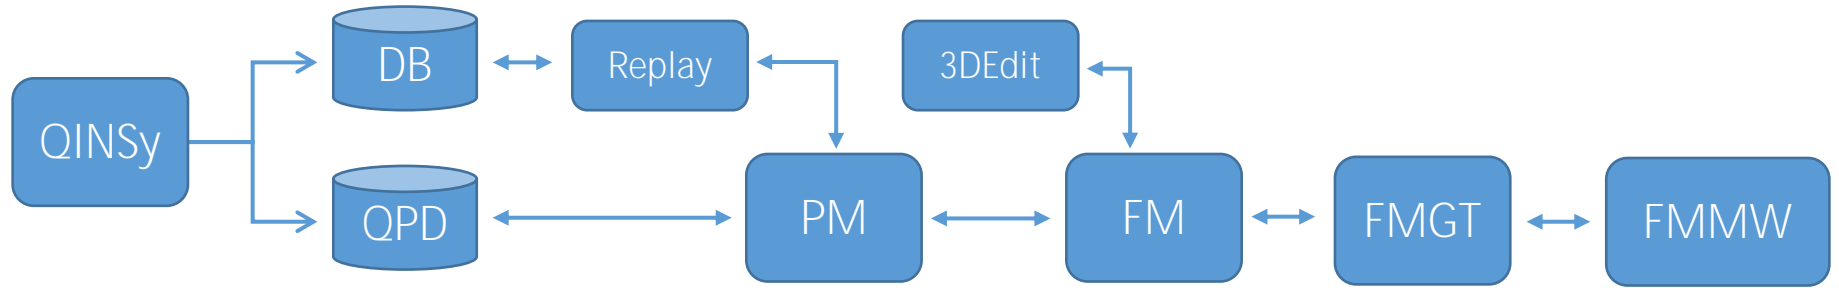 DB
Replay
3DEdit
QINSy
QPD
PM
FM
FMGT
FMMW